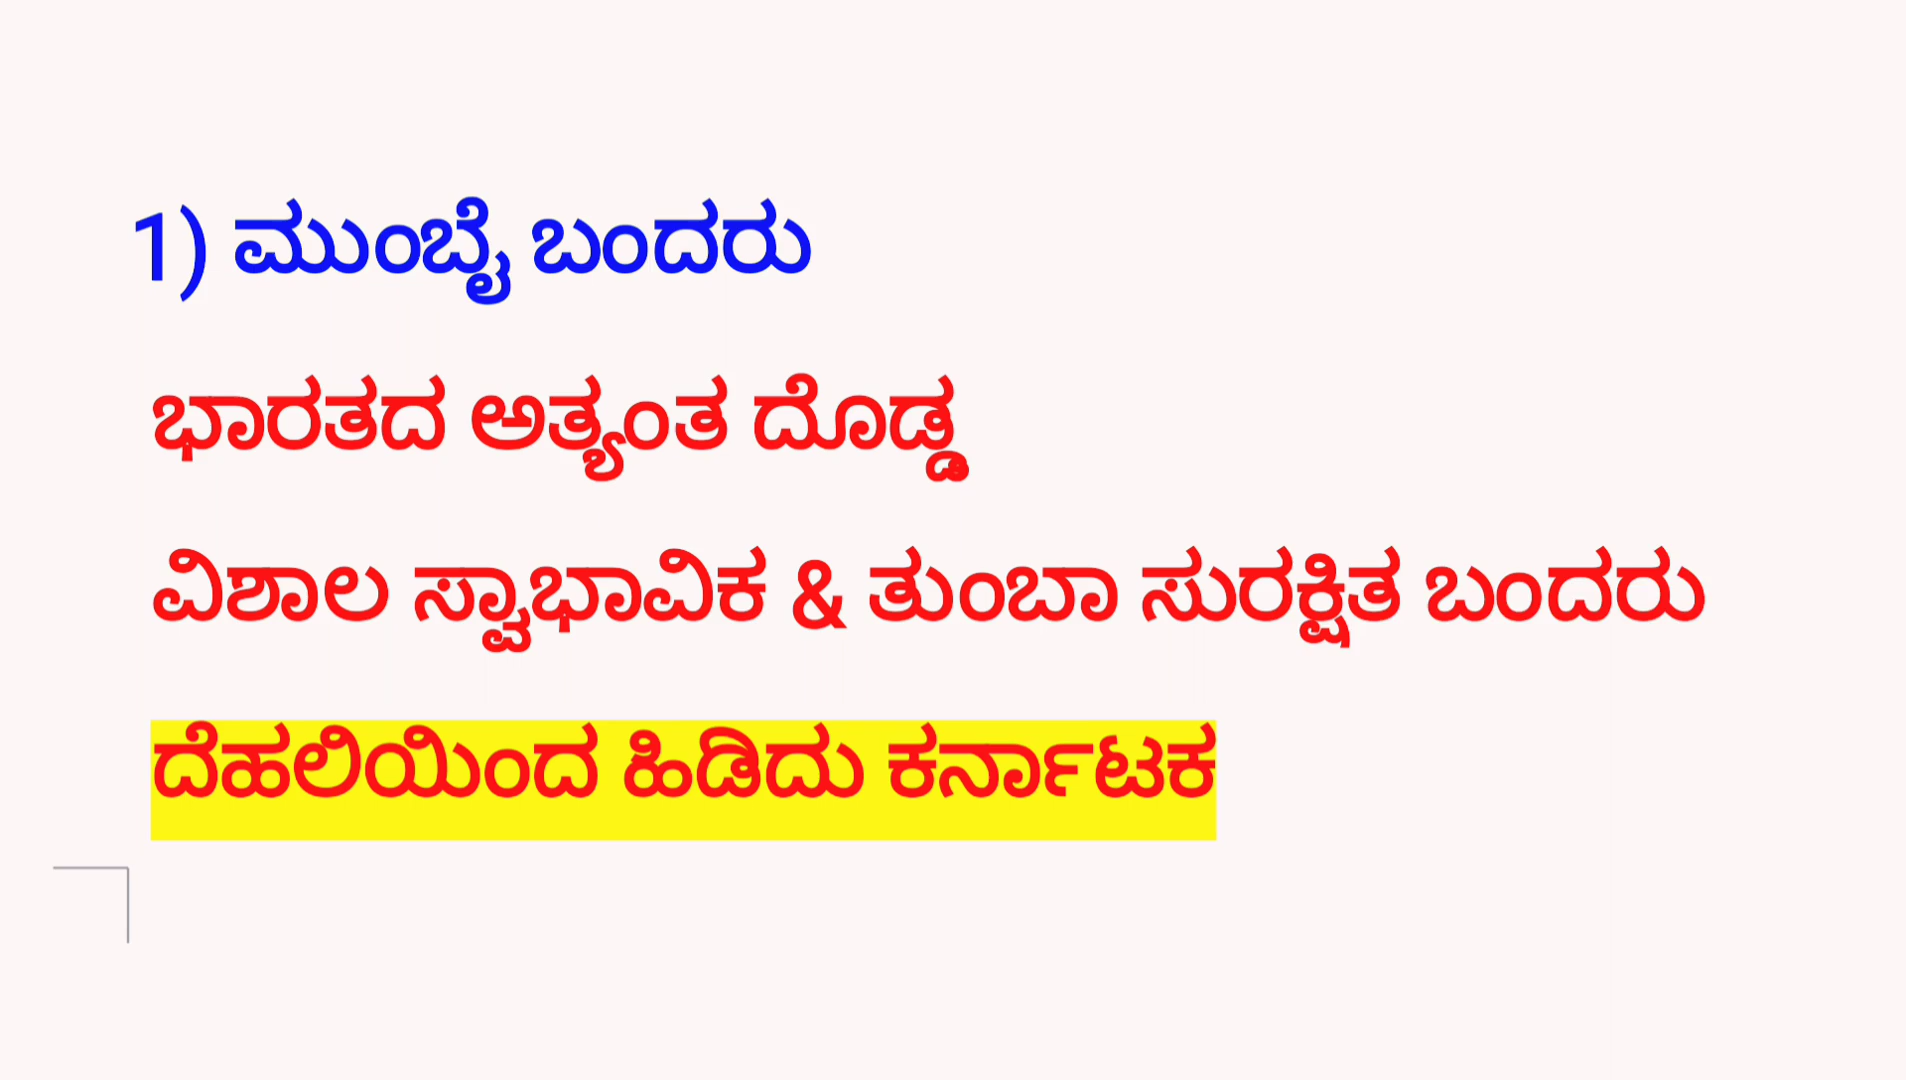 1) ಮುಂಬೈ ಬಂದರು
ಭಾರತದ ಅತ್ಯಂತ ದೊಡ್ಡ
ವಿಶಾಲ ಸ್ವಾಭಾವಿಕ & ತುಂಬಾ ಸುರಕ್ಷಿತ ಬಂದರು
ದೆಹಲಿಯಿಂದ ಹಿಡಿದು ಕರ್ನಾಟಕ